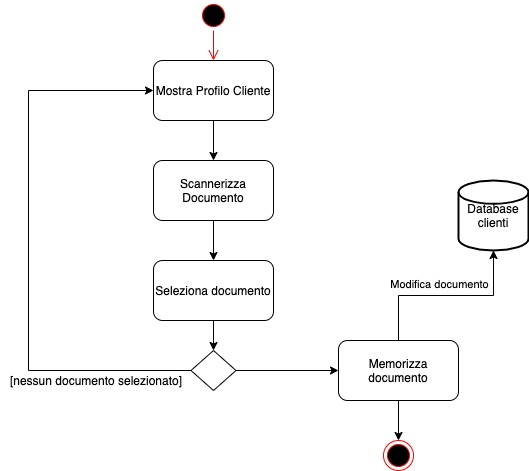 Mostra Profilo Cliente
Scannerizza
Documento
Database
clienti
Seleziona documento
Modifica documento
Memorizza
documento
[nessun documento selezionato]